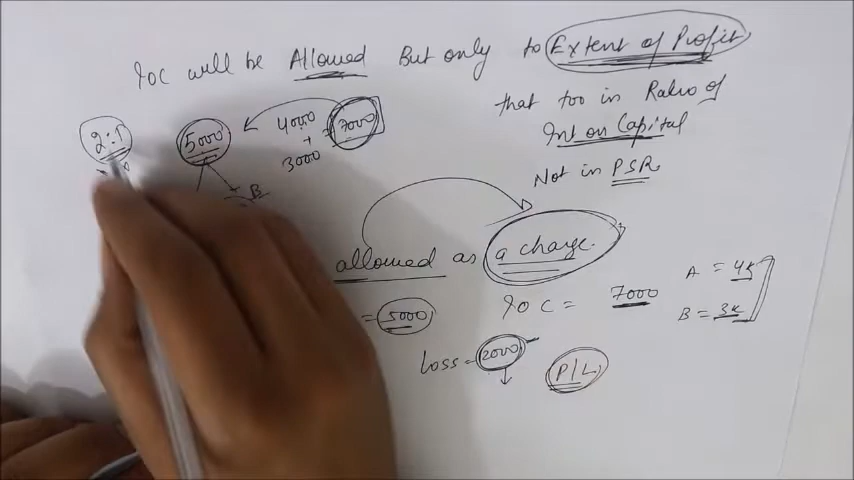 IOC will be Allowed But only to Extent of Profit
that too in Ratio of
Int on Capital
Not in PSR
2:1
5000
4000
+
3000
= 7000
B
allowed as a charge.
= 5000
IOC = 7000
A = 4k
B = 3k
Loss = 2000
P/L